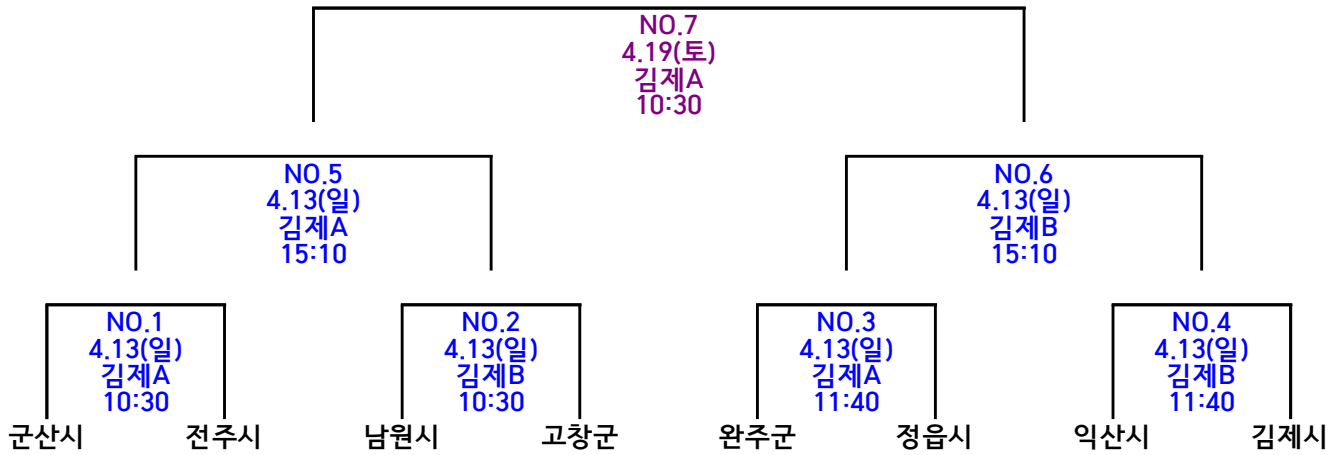 NO.7
4.19(토)
김제A
10:30
NO.5
4.13(일)
김제A
15:10
NO.6
4.13(일)
김제B
15:10
NO.1
4.13(일)
김제A
10:30
NO.2
4.13(일)
김제B
10:30
NO.3
4.13(일)
김제A
11:40
NO.4
4.13(일)
김제B
11:40
군산시 전주시 남원시 고창군 완주군 정읍시 익산시 김제시